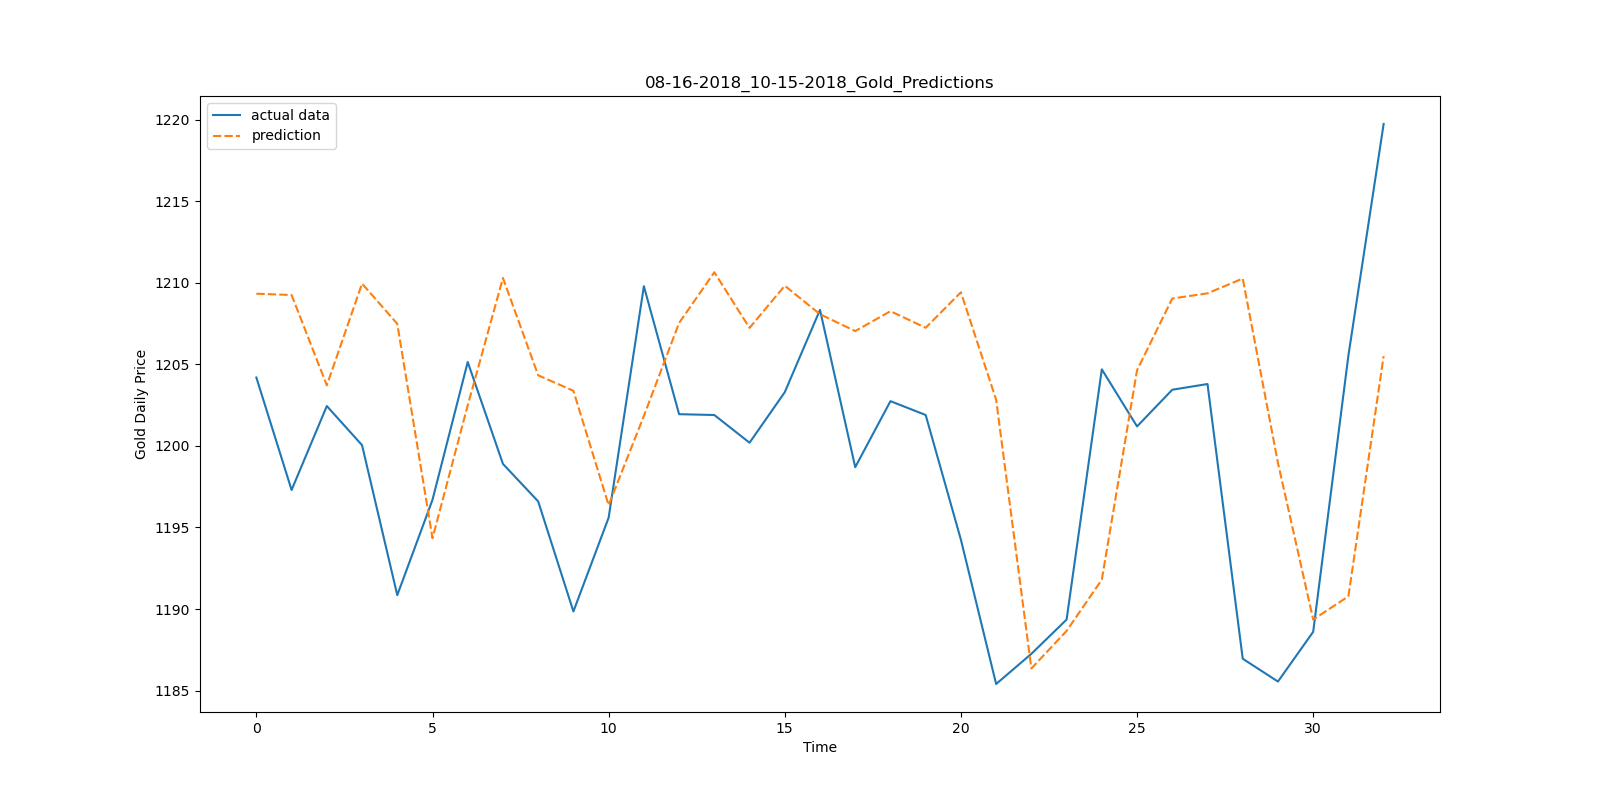 08-16-2018_10-15-2018_Gold_Predictions
actual data
prediction
1220
1215
1210
1205
1200
1195
1190
1185
Gold Daily Price
0 5 10 15 20 25 30
Time